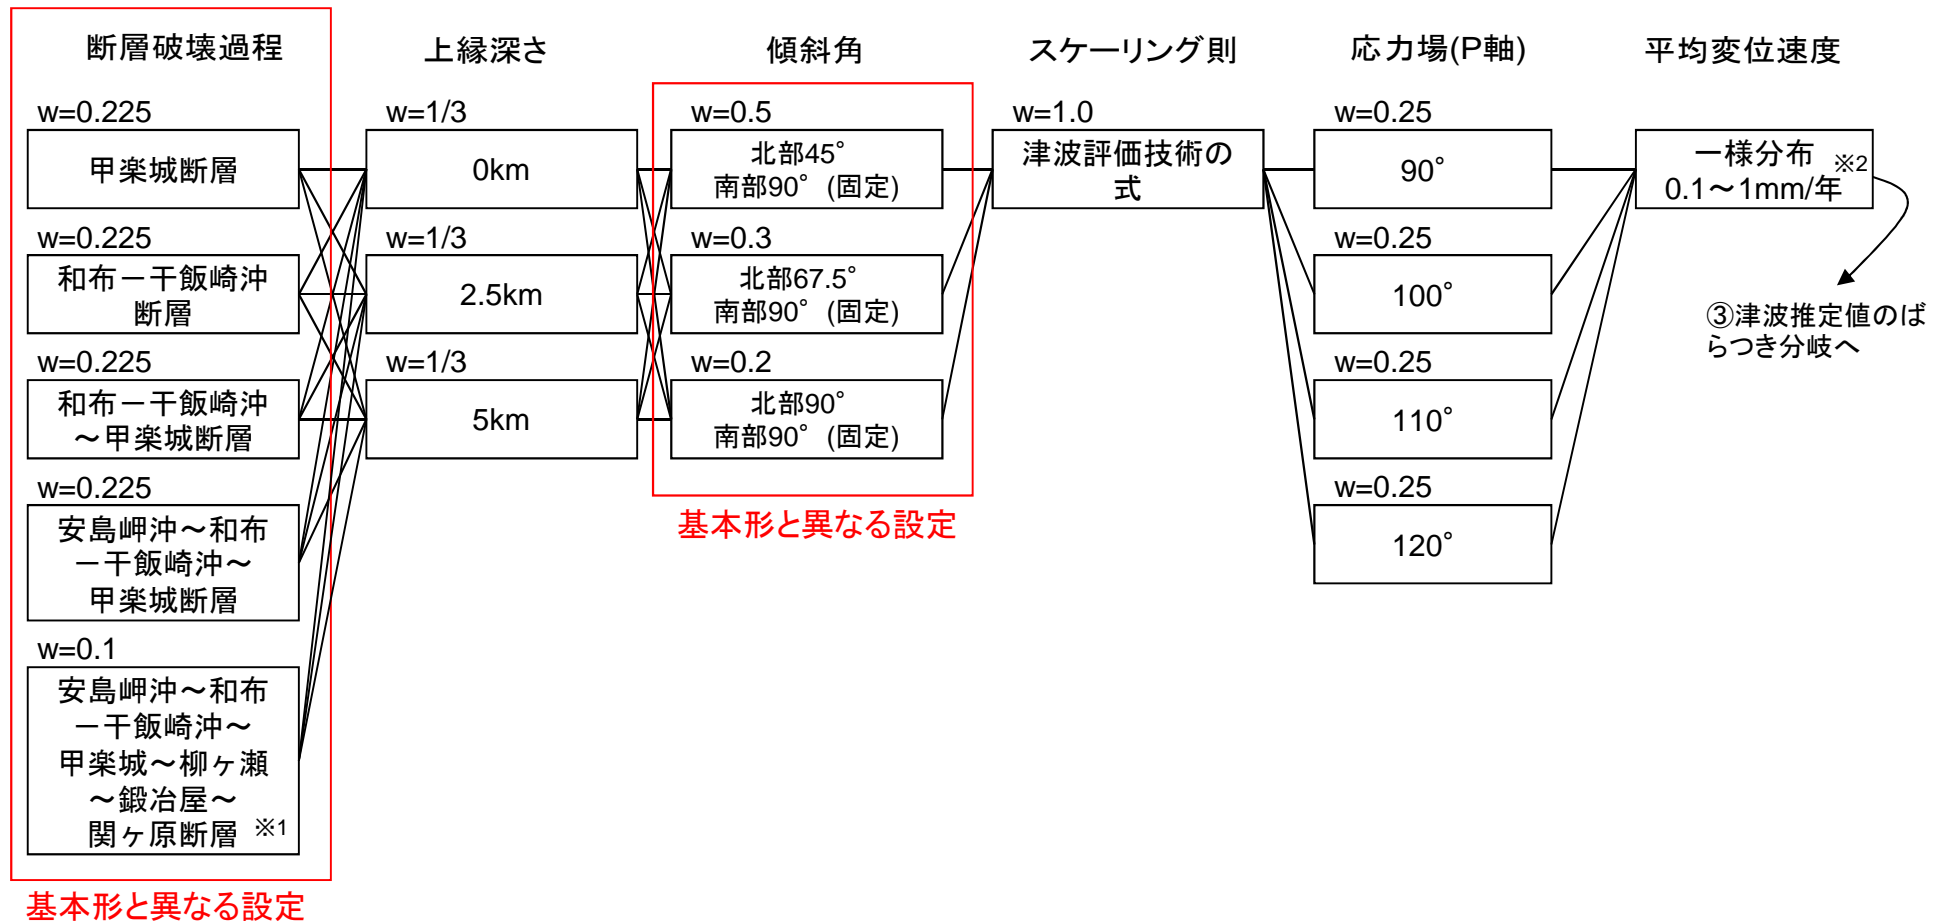 断層破壊過程
w=0.225
甲楽城断層
w=0.225
和布ー干飯崎沖
断層
w=0.225
和布ー干飯崎沖
～甲楽城断層
w=0.225
安島岬沖～和布
ー干飯崎沖～
甲楽城断層
w=0.1
安島岬沖～和布
ー干飯崎沖～
甲楽城～柳ヶ瀬
～鍛冶屋～
関ヶ原断層 ※1
基本形と異なる設定
上縁深さ
w=1/3
0km
w=1/3
2.5km
w=1/3
5km
傾斜角
w=0.5
北部45°
南部90° (固定)
w=0.3
北部67.5°
南部90° (固定)
w=0.2
北部90°
南部90° (固定)
基本形と異なる設定
スケーリング則
w=1.0
津波評価技術の
式
応力場(P軸)
w=0.25
90°
w=0.25
100°
w=0.25
110°
w=0.25
120°
平均変位速度
一様分布 ※2
0.1～1mm/年
③津波推定値のば
らつき分岐へ